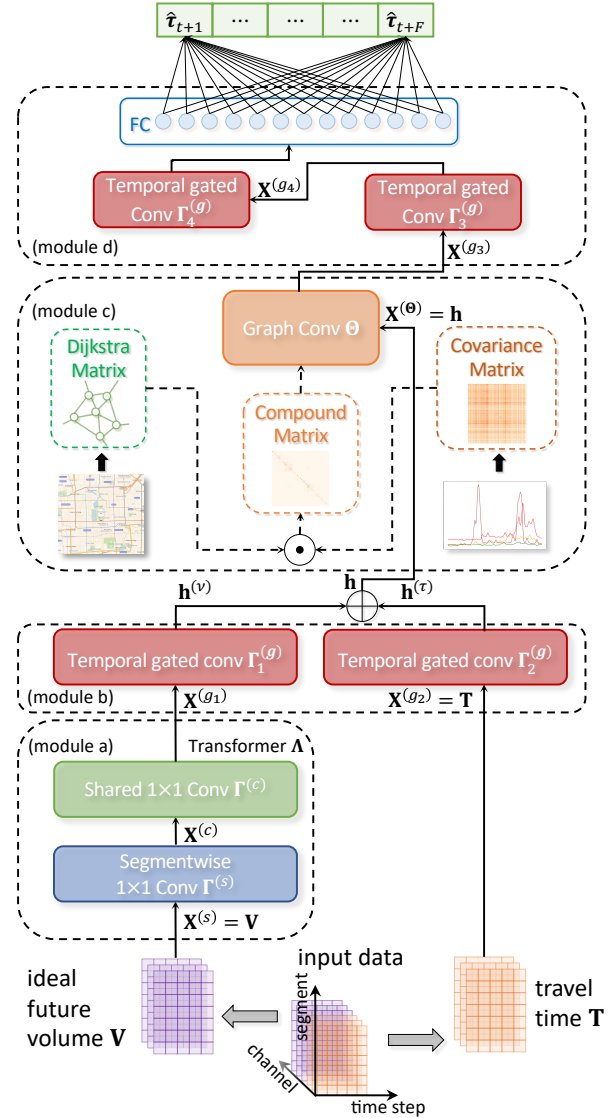 τ̂ₜ₊₁ ... ... τ̂ₜ₊F
FC
Temporal gated
Conv Γ₄⁽ᵍ⁾
X^(g₄)
Temporal gated
Conv Γ₃⁽ᵍ⁾
(module d)
X^(g₃)
(module c)
Graph Conv Θ
X^(Θ) = h
Dijkstra
Matrix
Compound
Matrix
Covariance
Matrix
h
h^(ν)
h^(τ)
Temporal gated conv Γ₁⁽ᵍ⁾
Temporal gated conv Γ₂⁽ᵍ⁾
(module b)
X^(g₁)
X^(g₂) = T
(module a)
Transformer Λ
Shared 1×1 Conv Γ^(c)
X^(c)
Segmentwise
1×1 Conv Γ^(s)
X^(s) = V
ideal
future
volume V
input data
segment
channel
time step
travel
time T